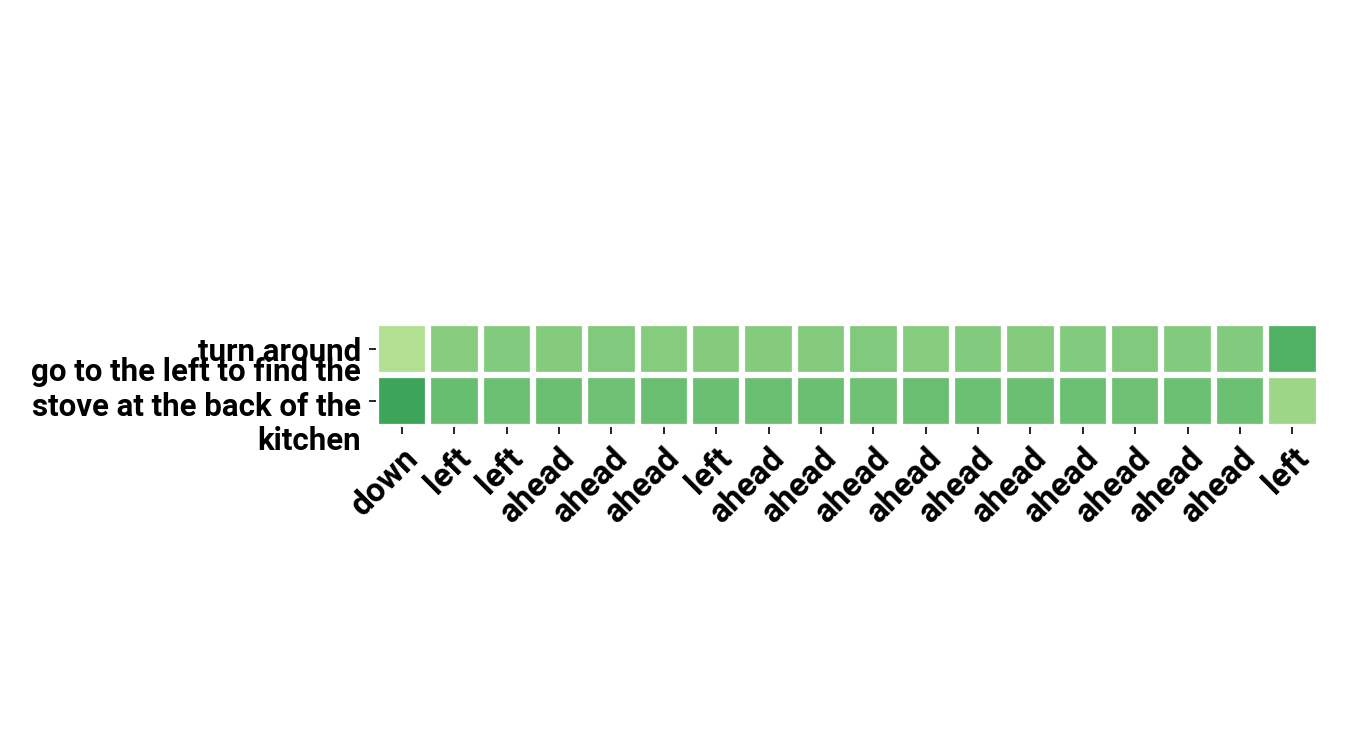 turn around
go to the left to find the
stove at the back of the
kitchen
down
left
left
ahead
ahead
ahead
left
ahead
ahead
ahead
ahead
ahead
ahead
ahead
ahead
ahead
ahead
left